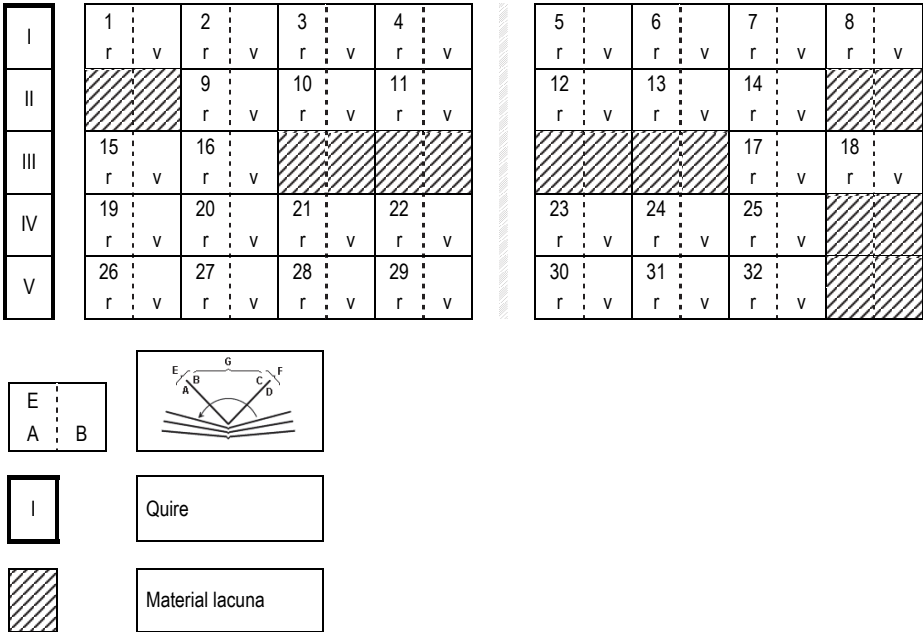 1 2 3 4 5 6 7 8
I r v r v r v r v r v r v r v r v
9 10 11 12 13 14
II r v r v r v r v r v r v
15 16 17 18
III r v r v r v r v
19 20 21 22 23 24 25
IV r v r v r v r v r v r v r v
26 27 28 29 30 31 32
V r v r v r v r v r v r v r v
G
E F
B C
A D
E
A B
I Quire
Material lacuna